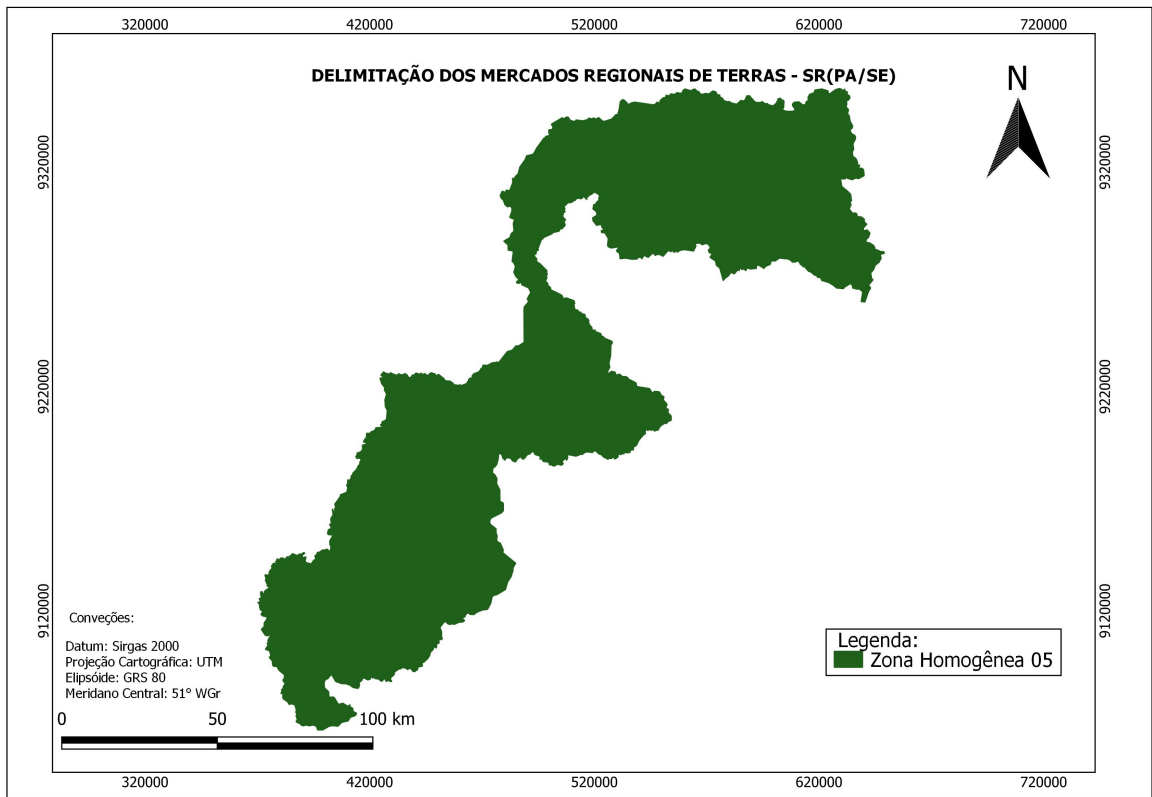 320000 420000 520000 620000 720000
DELIMITAÇÃO DOS MERCADOS REGIONAIS DE TERRAS - SR(PA/SE)
N
9320000 9320000
9220000 9220000
9120000 9120000
Conveções:
Datum: Sirgas 2000
Projeção Cartográfica: UTM
Elipsóide: GRS 80
Meridano Central: 51° WGr
0 50 100 km
Legenda:
Zona Homogênea 05
320000 420000 520000 620000 720000